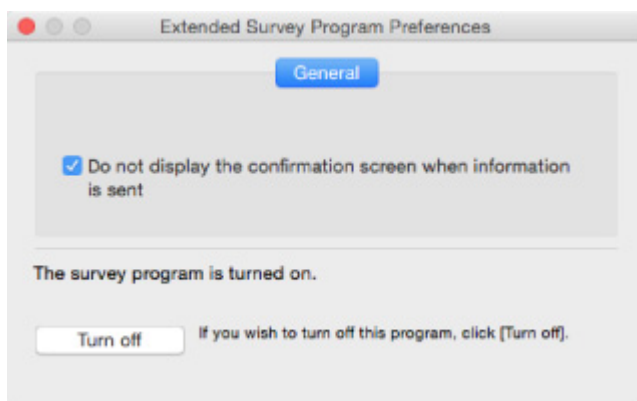 Extended Survey Program Preferences
General
Do not display the confirmation screen when information
is sent
The survey program is turned on.
Turn off
If you wish to turn off this program, click [Turn off].